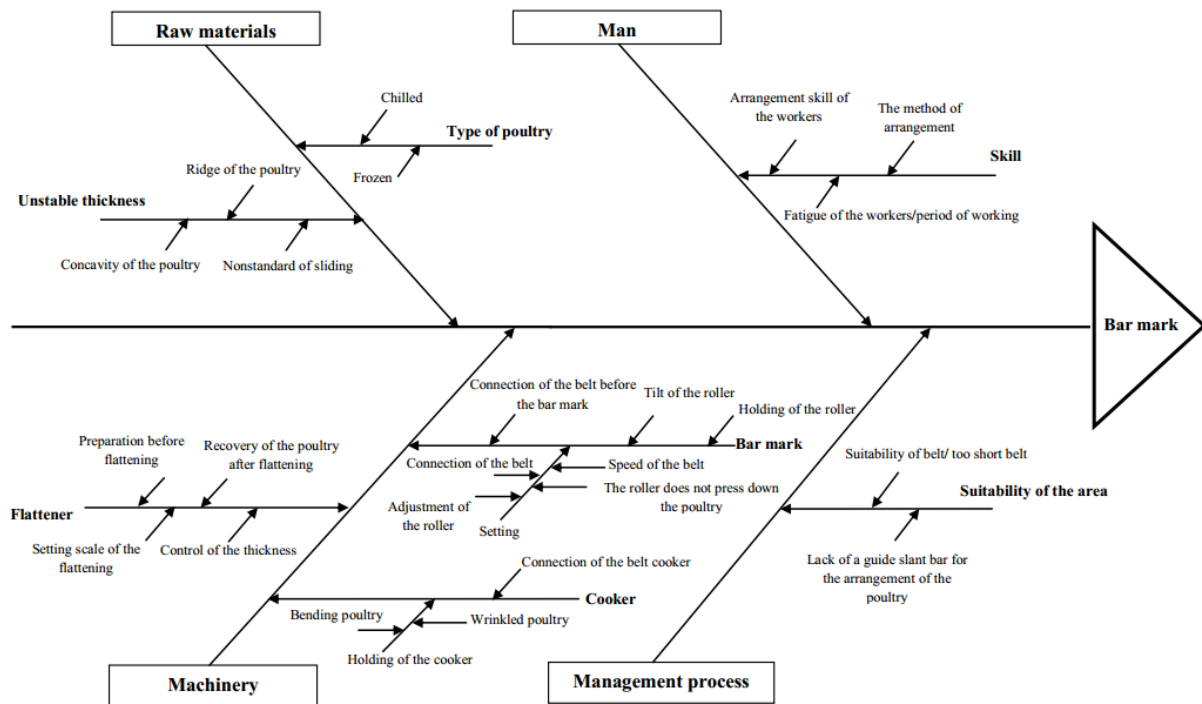 Raw materials
Man
Chilled
Type of poultry
Frozen
Ridge of the poultry
Unstable thickness
Concavity of the poultry
Nonstandard of sliding
Arrangement skill of
the workers
The method of
arrangement
Skill
Fatigue of the workers/period of working
Bar mark
Connection of the belt before
the bar mark
Tilt of the roller
Holding of the roller
Bar mark
Connection of the belt
Speed of the belt
The roller does not press down
the poultry
Adjustment of
the roller
Setting
Preparation before
flattening
Recovery of the poultry
after flattening
Flattener
Setting scale of the
flattening
Control of the thickness
Connection of the belt cooker
Cooker
Bending poultry
Wrinkled poultry
Holding of the cooker
Suitability of belt/ too short belt
Suitability of the area
Lack of a guide slant bar for
the arrangement of the
poultry
Machinery
Management process